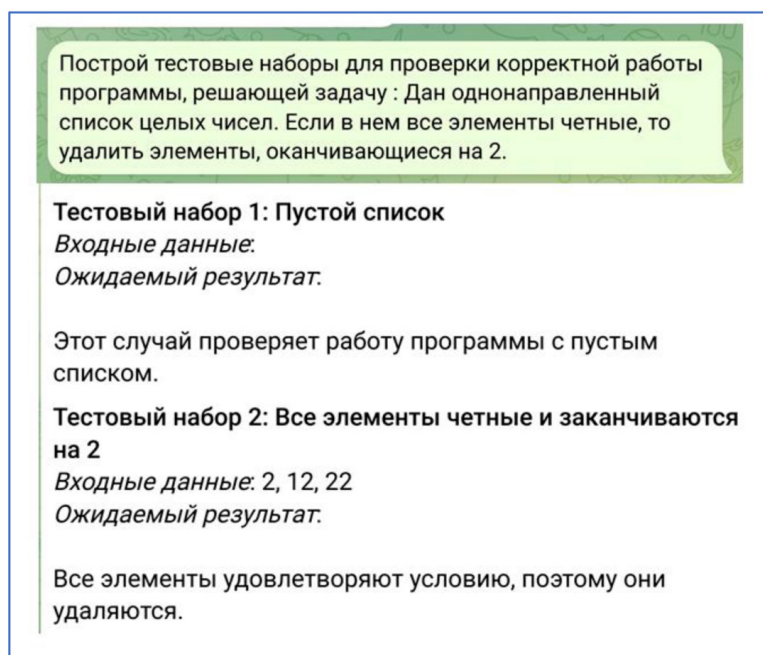 Построй тестовые наборы для проверки корректной работы
программы, решающей задачу : Дан однонаправленный
список целых чисел. Если в нем все элементы четные, то
удалить элементы, оканчивающиеся на 2.
Тестовый набор 1: Пустой список
Входные данные:
Ожидаемый результат:
Этот случай проверяет работу программы с пустым
списком.
Тестовый набор 2: Все элементы четные и заканчиваются
на 2
Входные данные: 2, 12, 22
Ожидаемый результат:
Все элементы удовлетворяют условию, поэтому они
удаляются.